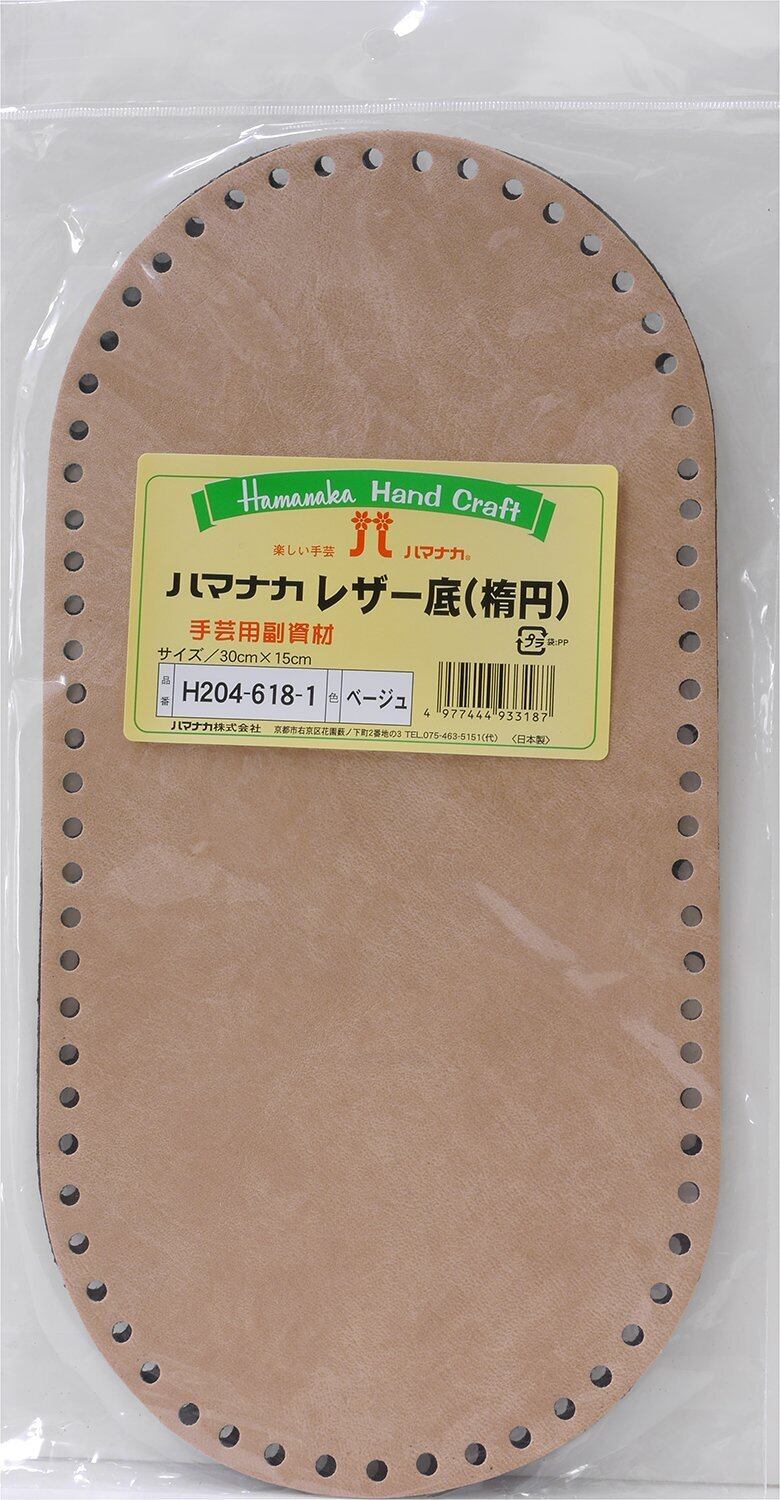 Hamanaka Hand Craft
楽しい手芸 ハマナカ®
ハマナカ レザー底(楕円)
手芸用副資材
プラ 袋:PP
サイズ/30cm×15cm
品番 H204-618-1 色 ベージュ
4 977444 933187
ハマナカ株式会社 京都市右京区花園薮ノ下町2番地の3 TEL.075-463-5151(代) 〈日本製〉